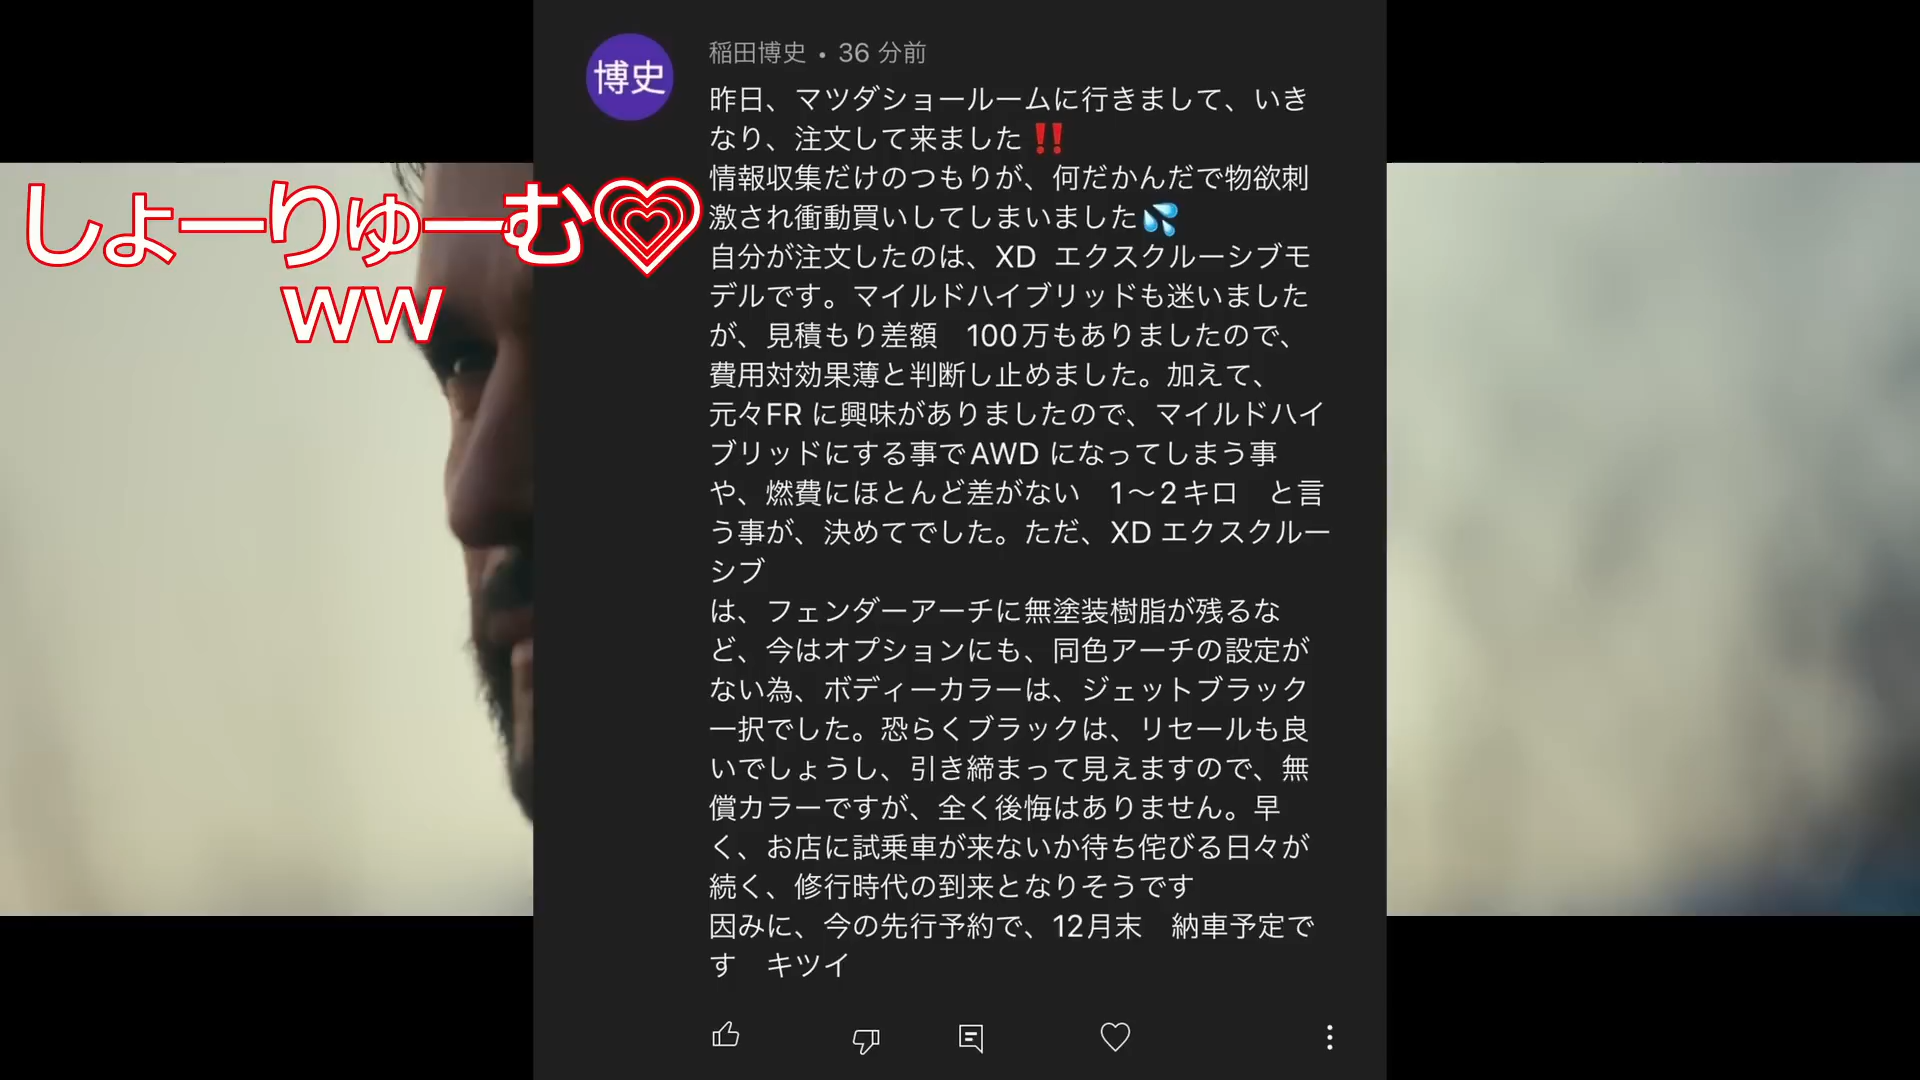 しょーりゅーむ♡
ww
博史
稲田博史 • 36 分前
昨日、マツダショールームに行きまして、いき
なり、注文して来ました‼️
情報収集だけのつもりが、何だかんだで物欲刺
激され衝動買いしてしまいました💦
自分が注文したのは、XD エクスクルーシブモ
デルです。マイルドハイブリッドも迷いました
が、見積もり差額　100万もありましたので、
費用対効果薄と判断し止めました。加えて、
元々FR に興味がありましたので、マイルドハイ
ブリッドにする事でAWD になってしまう事
や、燃費にほとんど差がない　1〜2キロ　と言
う事が、決めてでした。ただ、XD エクスクルー
シブ
は、フェンダーアーチに無塗装樹脂が残るな
ど、今はオプションにも、同色アーチの設定が
ない為、ボディーカラーは、ジェットブラック
一択でした。恐らくブラックは、リセールも良
いでしょうし、引き締まって見えますので、無
償カラーですが、全く後悔はありません。早
く、お店に試乗車が来ないか待ち侘びる日々が
続く、修行時代の到来となりそうです
因みに、今の先行予約で、12月末　納車予定で
す　キツイ